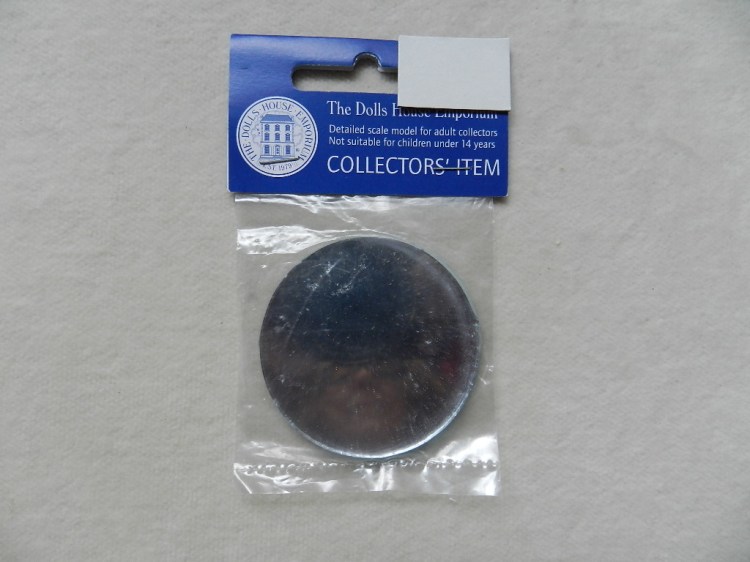 The Dolls House Emporium
Detailed scale model for adult collectors
Not suitable for children under 14 years
COLLECTORS' ITEM
THE DOLLS HOUSE EMPORIUM
EST 1979